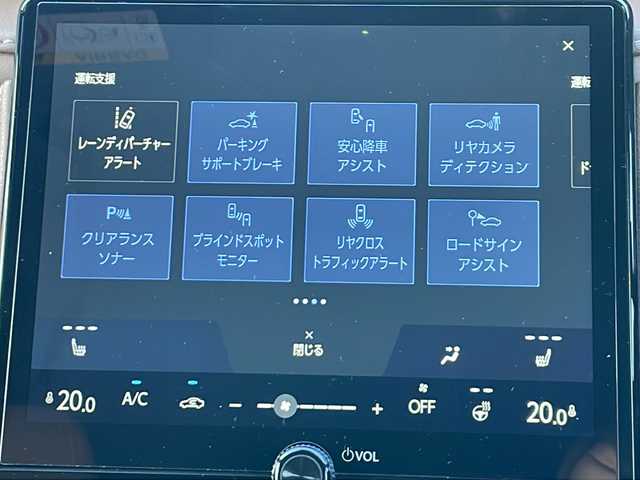 運転支援
運転
レーンディパーチャー
アラート
パーキング
サポートブレーキ
安心降車
アシスト
リヤカメラ
ディテクション
ド
P
クリアランス
ソナー
ブラインドスポット
モニター
リヤクロス
トラフィックアラート
ロードサイン
アシスト
閉じる
20.0
A/C
OFF
20.0
VOL